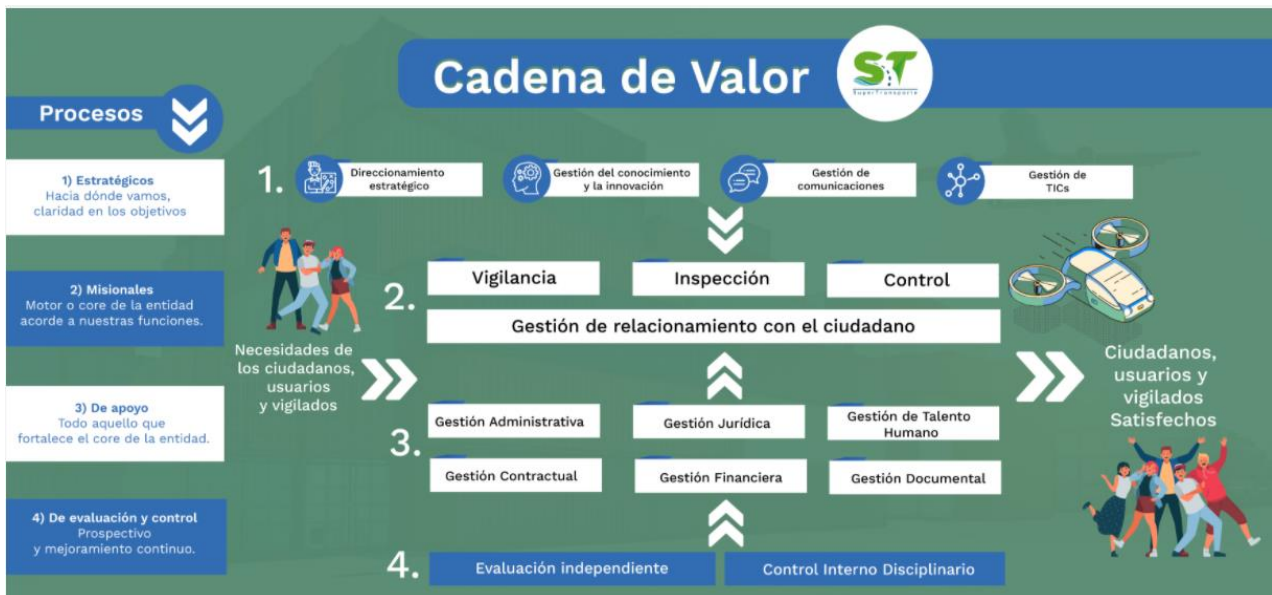 Cadena de Valor
ST
SuperTransporte
Procesos
1) Estratégicos
Hacia dónde vamos,
claridad en los objetivos
2) Misionales
Motor o core de la entidad
acorde a nuestras funciones.
3) De apoyo
Todo aquello que
fortalece el core de la entidad.
4) De evaluación y control
Prospectivo
y mejoramiento continuo.
1.
Direccionamiento
estratégico
Gestión del conocimiento
y la innovación
Gestión de
comunicaciones
Gestión de
TICs
2.
Vigilancia
Inspección
Control
Gestión de relacionamiento con el ciudadano
Necesidades de
los ciudadanos,
usuarios
y vigilados
3.
Gestión Administrativa
Gestión Jurídica
Gestión de Talento
Humano
Gestión Contractual
Gestión Financiera
Gestión Documental
4.
Evaluación independiente
Control Interno Disciplinario
Ciudadanos,
usuarios y
vigilados
Satisfechos